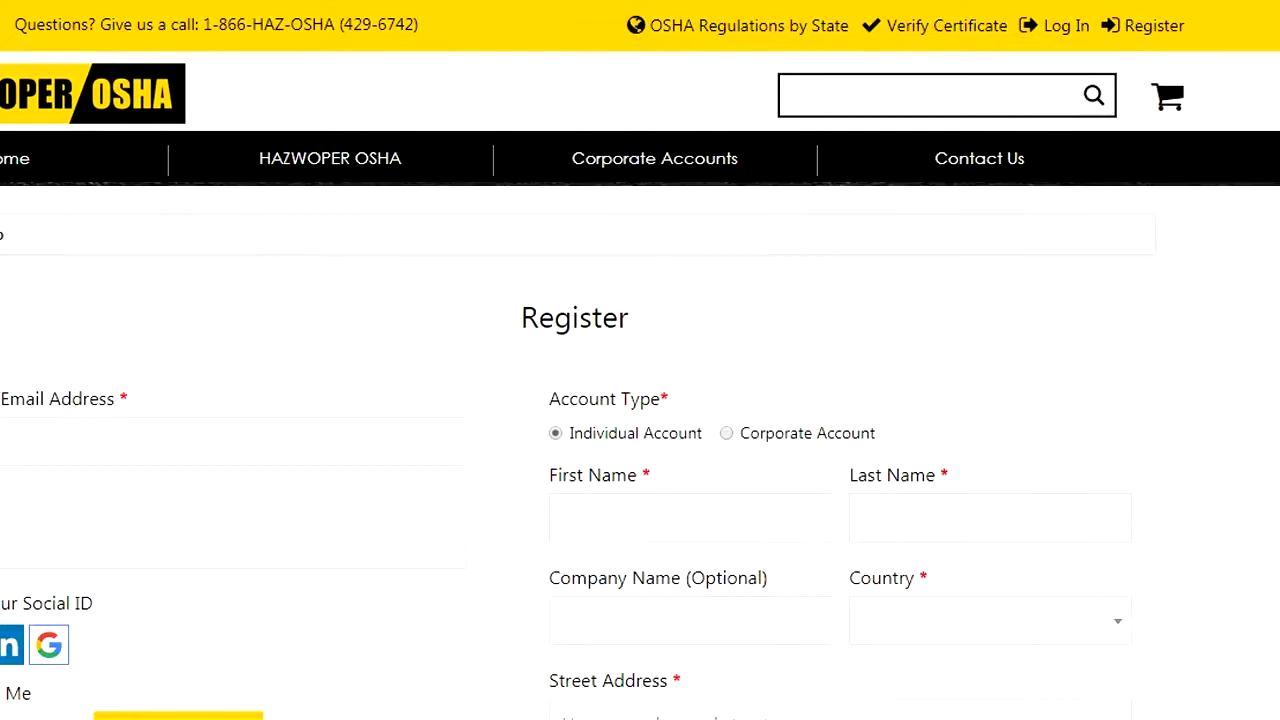 Questions? Give us a call: 1-866-HAZ-OSHA (429-6742)
OSHA Regulations by State
Verify Certificate
Log In
Register
OPER/OSHA
ome
HAZWOPER OSHA
Corporate Accounts
Contact Us
Register
Email Address *
Account Type*
Individual Account
Corporate Account
First Name *
Last Name *
Company Name (Optional)
Country *
ur Social ID
in
G
Me
Street Address *